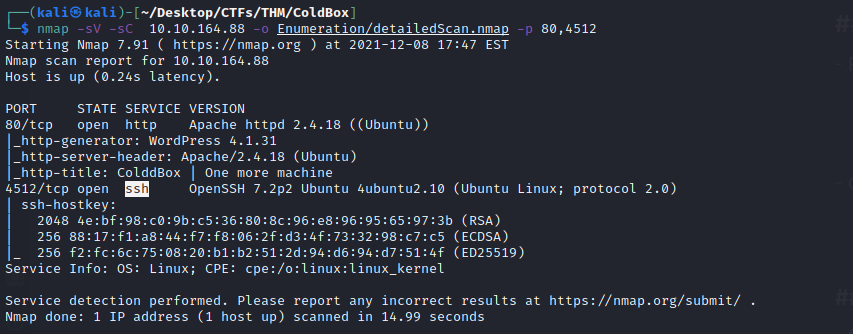 ┌──(kali㉿kali)-[~/Desktop/CTFs/THM/ColdBox]
└─$ nmap -sV -sC  10.10.164.88 -o Enumeration/detailedScan.nmap -p 80,4512
Starting Nmap 7.91 ( https://nmap.org ) at 2021-12-08 17:47 EST
Nmap scan report for 10.10.164.88
Host is up (0.24s latency).

PORT     STATE SERVICE VERSION
80/tcp   open  http    Apache httpd 2.4.18 ((Ubuntu))
|_http-generator: WordPress 4.1.31
|_http-server-header: Apache/2.4.18 (Ubuntu)
|_http-title: ColddBox | One more machine
4512/tcp open  ssh     OpenSSH 7.2p2 Ubuntu 4ubuntu2.10 (Ubuntu Linux; protocol 2.0)
| ssh-hostkey:
|   2048 4e:bf:98:c0:9b:c5:36:80:8c:96:e8:96:95:65:97:3b (RSA)
|   256 88:17:f1:a8:44:f7:f8:06:2f:d3:4f:73:32:98:c7:c5 (ECDSA)
|_  256 f2:fc:6c:75:08:20:b1:b2:51:2d:94:d6:94:d7:51:4f (ED25519)
Service Info: OS: Linux; CPE: cpe:/o:linux:linux_kernel

Service detection performed. Please report any incorrect results at https://nmap.org/submit/ .
Nmap done: 1 IP address (1 host up) scanned in 14.99 seconds